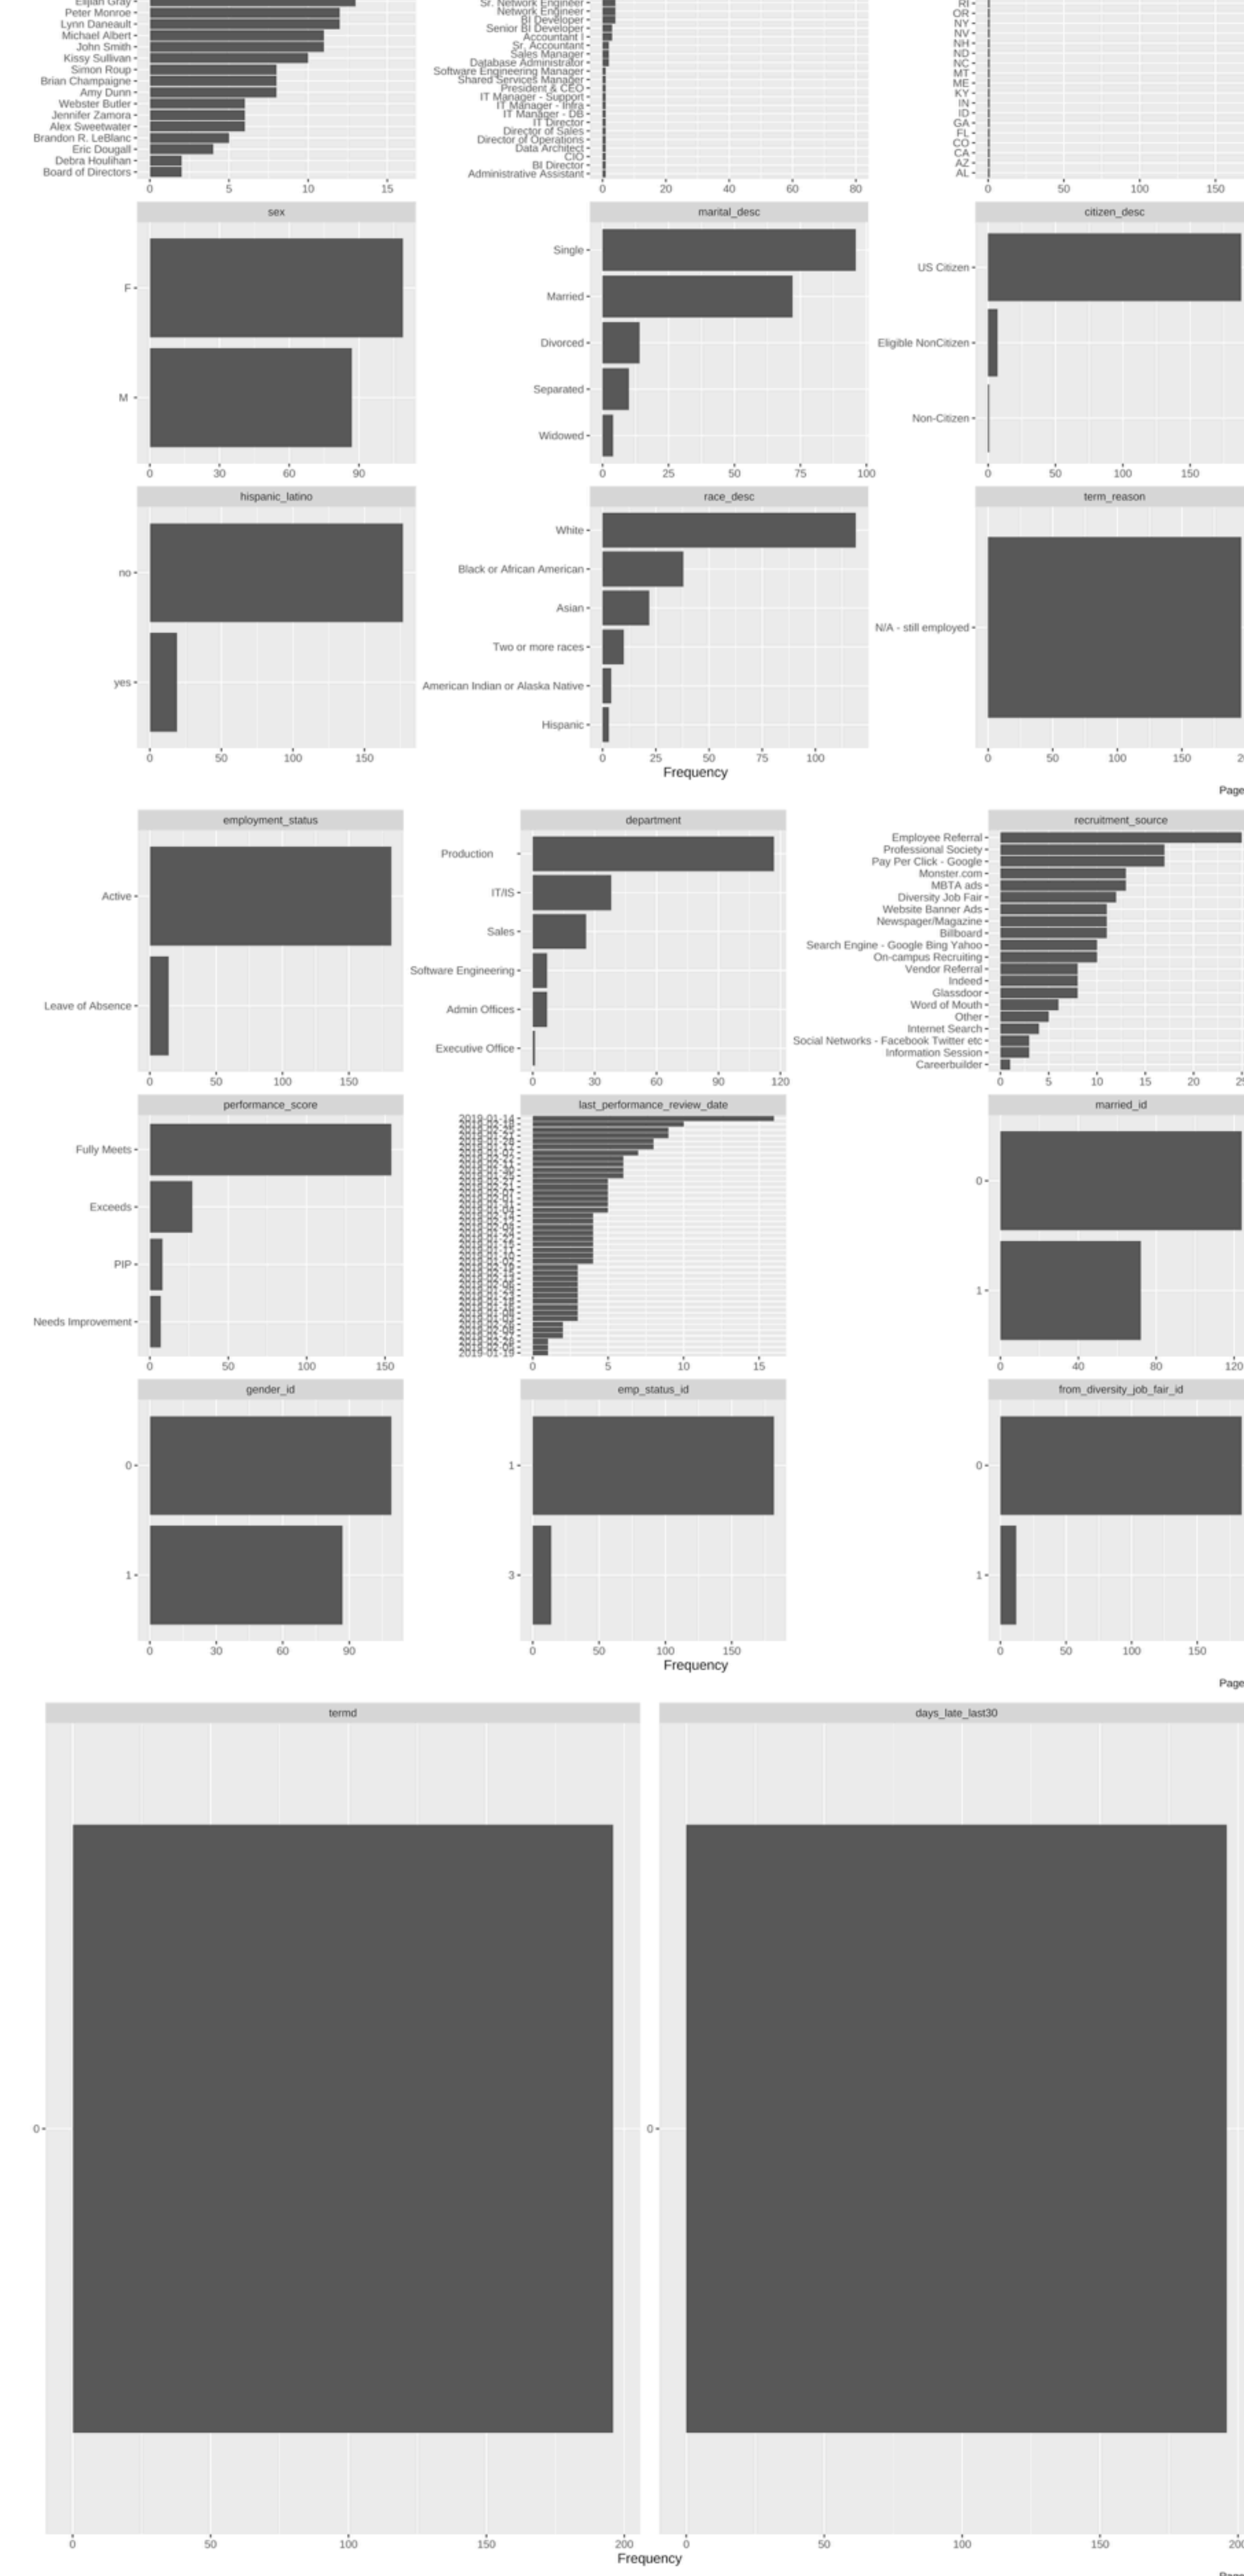 Elijian Gray
Peter Monroe
Lynn Daneault
Michael Albert
John Smith
Kissy Sullivan
Simon Roup
Brian Champaigne
Amy Dunn
Webster Butler
Jennifer Zamora
Alex Sweetwater
Brandon R. LeBlanc
Eric Dougall
Debra Houlihan
Board of Directors
0 5 10 15
Sr. Network Engineer
Network Engineer
BI Developer
Senior BI Developer
Accountant I
Sr. Accountant
Sales Manager
Database Administrator
Software Engineering Manager
Shared Services Manager
President & CEO
IT Manager - Support
IT Manager - Infra
IT Manager - DB
IT Director
Director of Sales
Director of Operations
Data Architect
CIO
BI Director
Administrative Assistant
0 20 40 60 80
RI
OR
NY
NV
NH
ND
NC
MT
ME
KY
IN
ID
GA
FL
CO
CA
AZ
AL
0 50 100 150
sex
F
M
0 30 60 90
marital_desc
Single
Married
Divorced
Separated
Widowed
0 25 50 75 100
citizen_desc
US Citizen
Eligible NonCitizen
Non-Citizen
0 50 100 150
hispanic_latino
no
yes
0 50 100 150
race_desc
White
Black or African American
Asian
Two or more races
American Indian or Alaska Native
Hispanic
0 25 50 75 100
term_reason
N/A - still employed
0 50 100 150
Frequency
Page
employment_status
Active
Leave of Absence
0 50 100 150
department
Production
IT/IS
Sales
Software Engineering
Admin Offices
Executive Office
0 30 60 90 120
recruitment_source
Employee Referral
Professional Society
Pay Per Click - Google
Monster.com
MBTA ads
Diversity Job Fair
Website Banner Ads
Newspager/Magazine
Billboard
Search Engine - Google Bing Yahoo
On-campus Recruiting
Vendor Referral
Indeed
Glassdoor
Word of Mouth
Other
Internet Search
Social Networks - Facebook Twitter etc
Information Session
Careerbuilder
0 5 10 15 20 25
performance_score
Fully Meets
Exceeds
PIP
Needs Improvement
0 50 100 150
last_performance_review_date
2019-01-14
2019-01-19
0 5 10 15
married_id
0
1
0 40 80 120
gender_id
0
1
0 30 60 90
emp_status_id
1
3
0 50 100 150
from_diversity_job_fair_id
0
1
0 50 100 150
Frequency
Page
termd
0
0 50 100 150 200
days_late_last30
0
0 50 100 150 200
Frequency